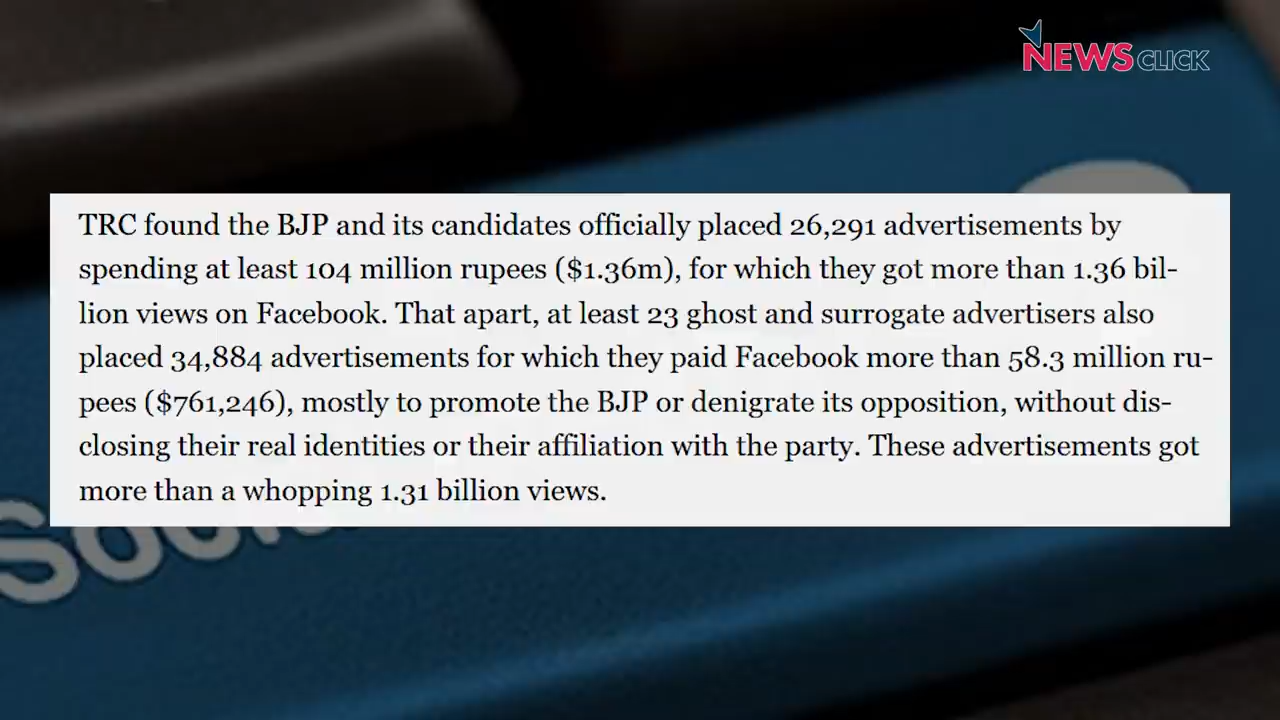 NEWSCLICK
TRC found the BJP and its candidates officially placed 26,291 advertisements by
spending at least 104 million rupees ($1.36m), for which they got more than 1.36 bil-
lion views on Facebook. That apart, at least 23 ghost and surrogate advertisers also
placed 34,884 advertisements for which they paid Facebook more than 58.3 million ru-
pees ($761,246), mostly to promote the BJP or denigrate its opposition, without dis-
closing their real identities or their affiliation with the party. These advertisements got
more than a whopping 1.31 billion views.